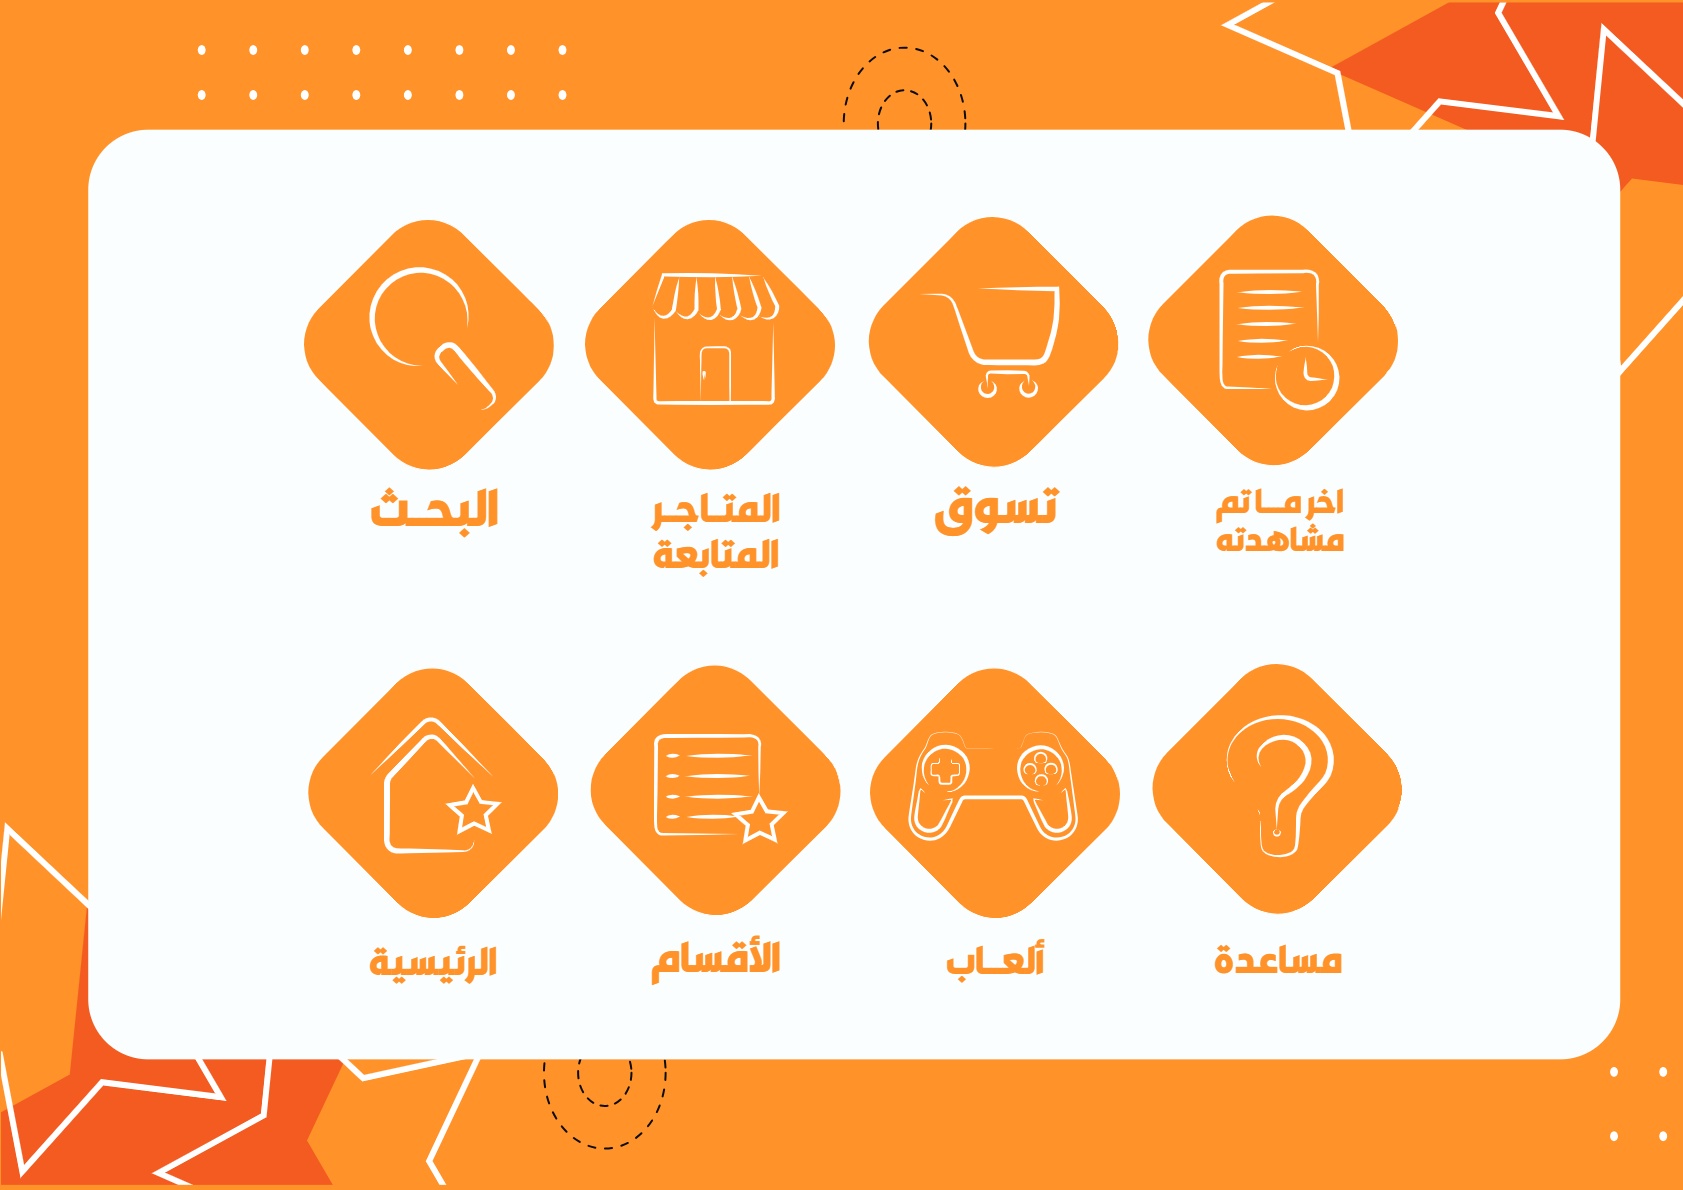 اخر ما تم
مشاهدته
تسوق
المتاجر
المتابعة
البحث
مساعدة
ألعاب
الأقسام
الرئيسية